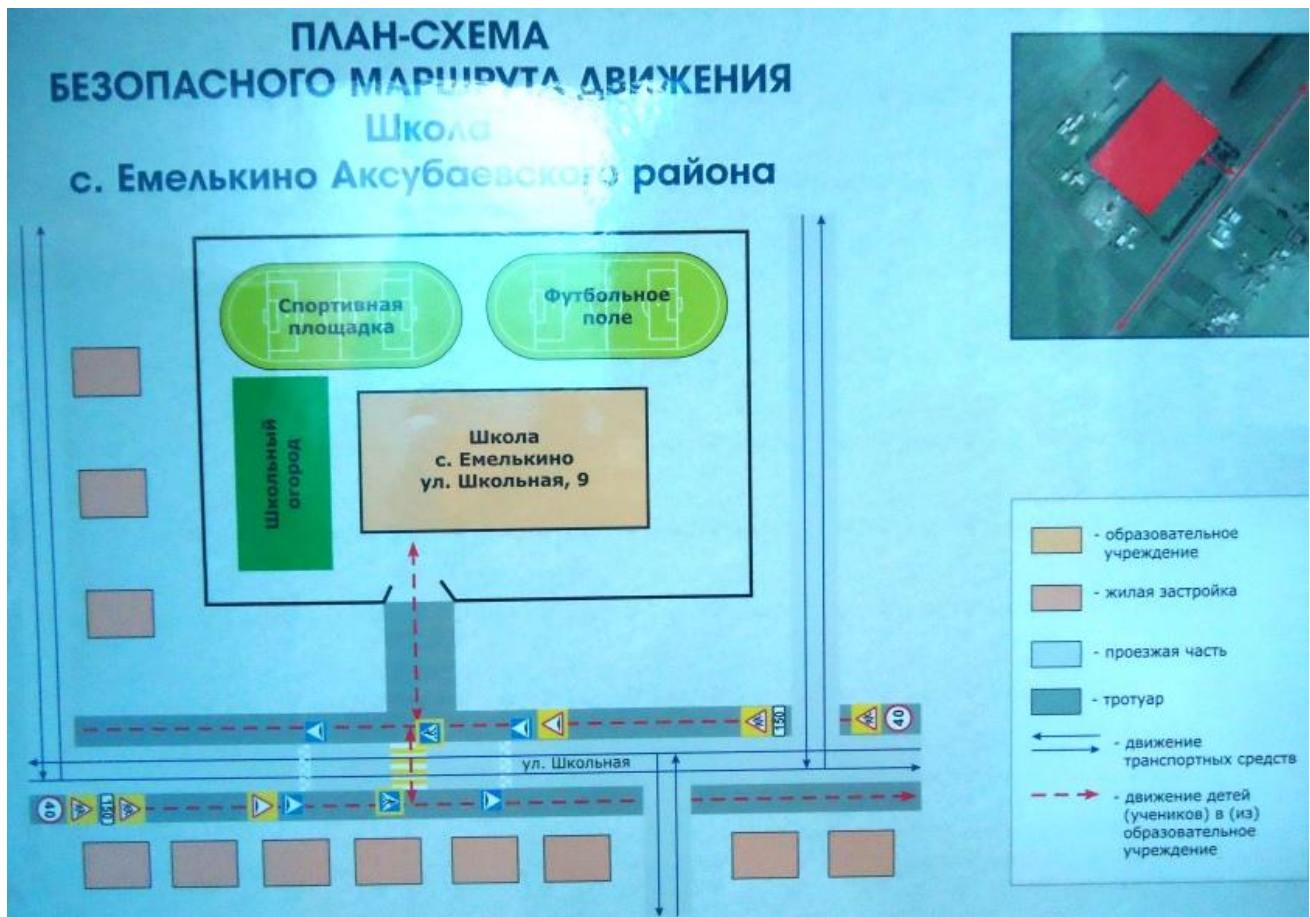 ПЛАН-СХЕМА
БЕЗОПАСНОГО МАРШРУТА ДВИЖЕНИЯ
Школа
с. Емелькино Аксубаевского района
Спортивная
площадка
Футбольное
поле
Школьный
огород
Школа
с. Емелькино
ул. Школьная, 9
150
40
ул. Школьная
40
150
- образовательное
учреждение
- жилая застройка
- проезжая часть
- тротуар
- движение
транспортных средств
- движение детей
(учеников) в (из)
образовательное
учреждение